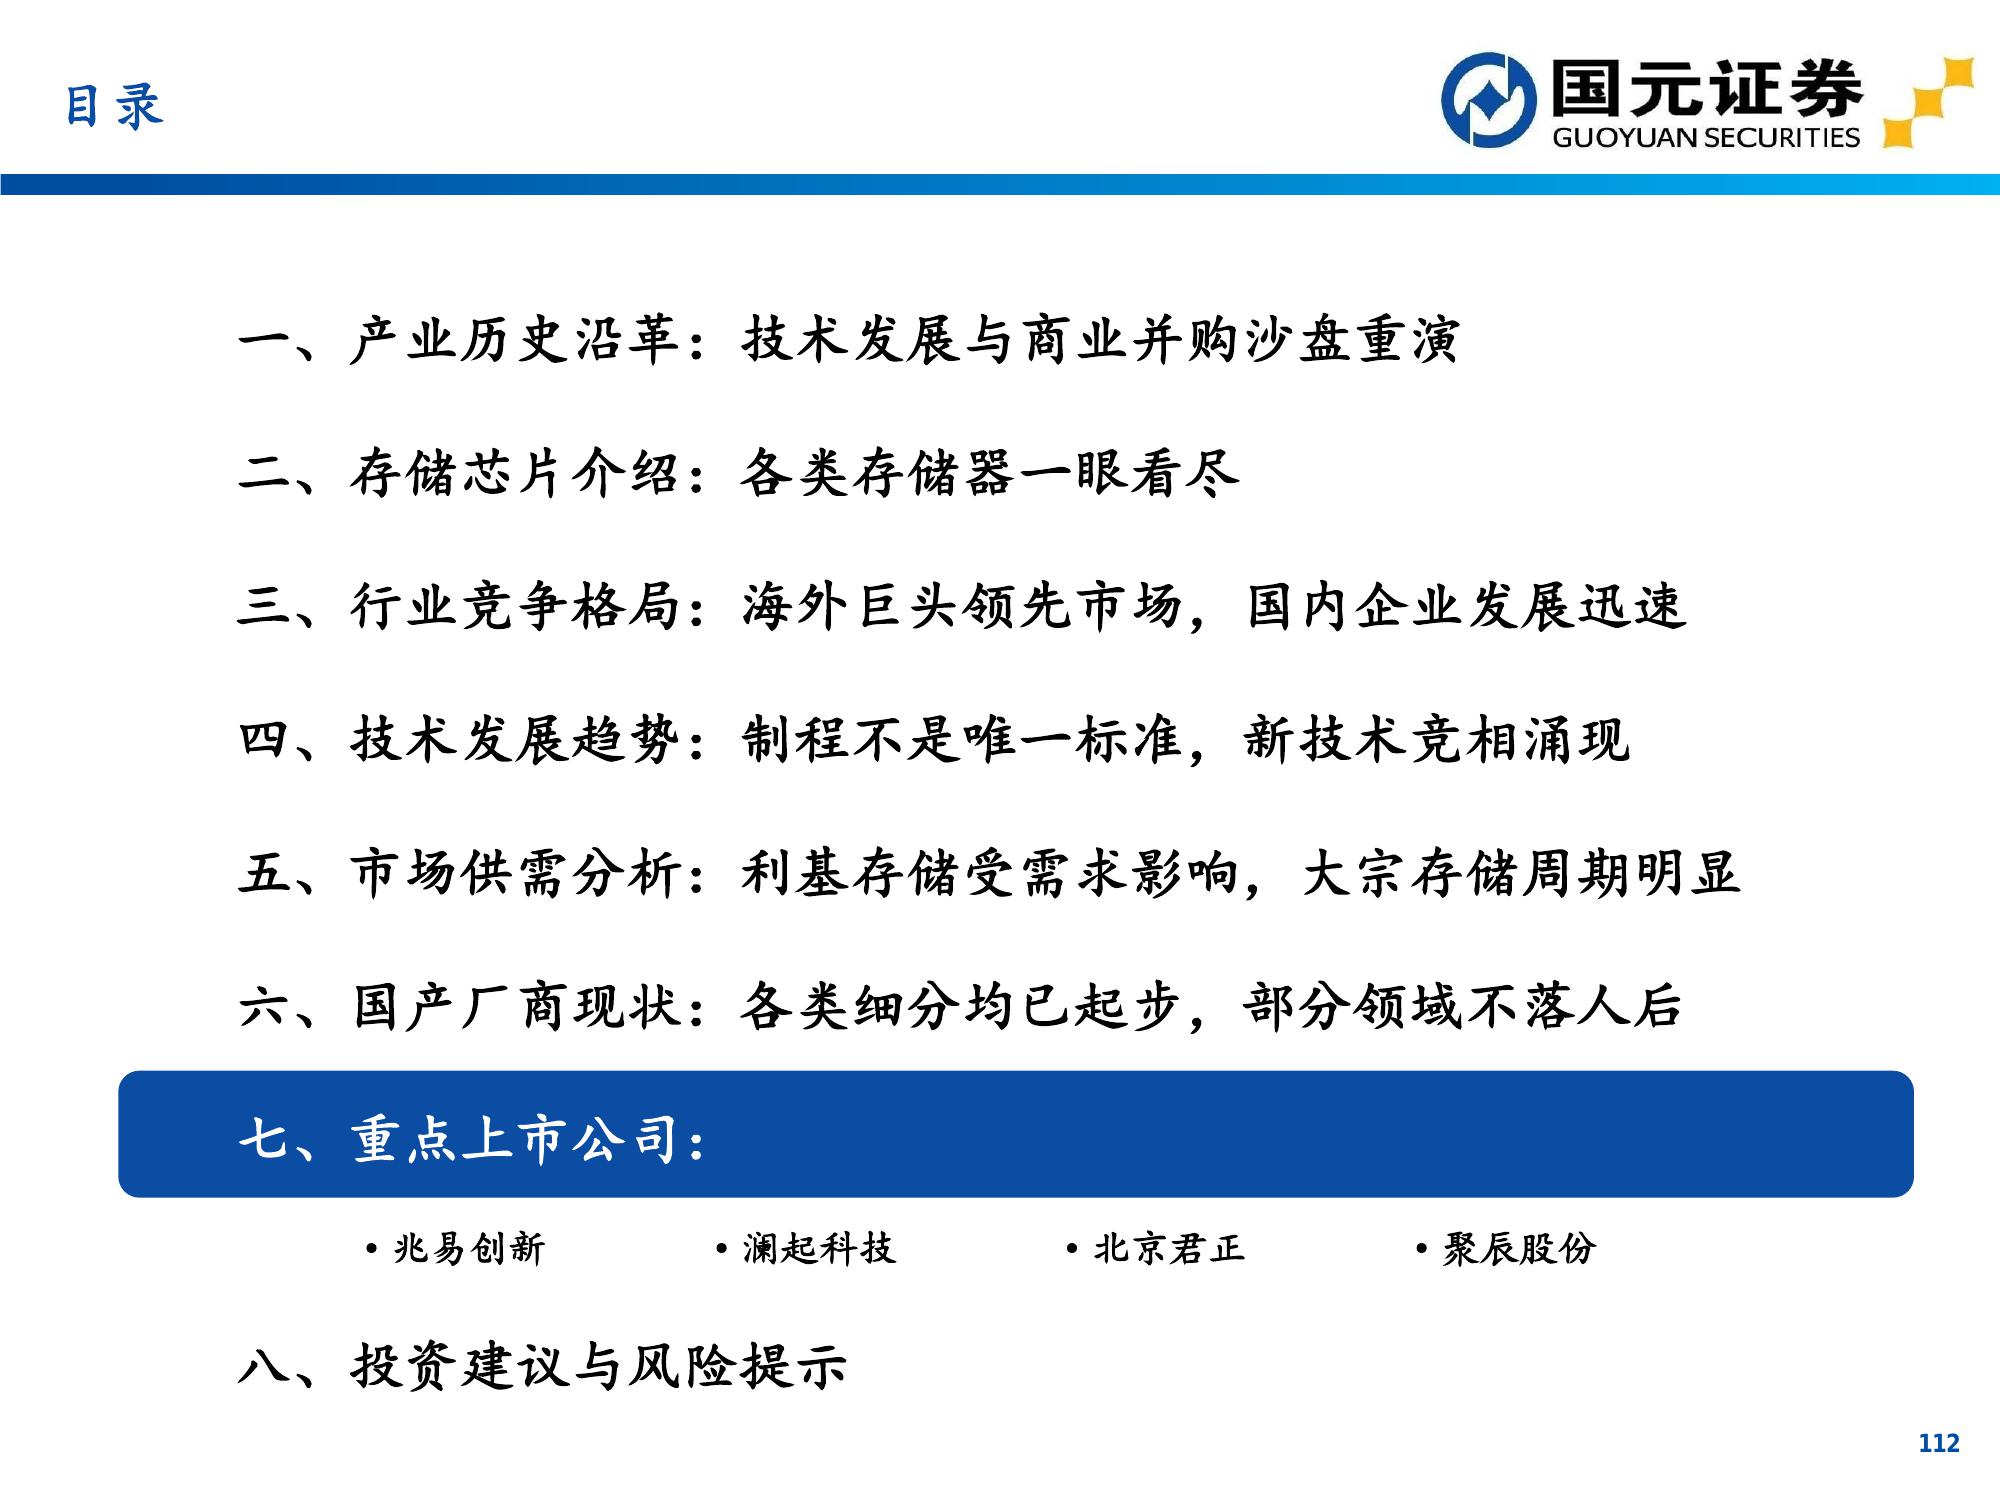 目录
国元证券
GUOYUAN SECURITIES
一、产业历史沿革：技术发展与商业并购沙盘重演
二、存储芯片介绍：各类存储器一眼看尽
三、行业竞争格局：海外巨头领先市场，国内企业发展迅速
四、技术发展趋势：制程不是唯一标准，新技术竞相涌现
五、市场供需分析：利基存储受需求影响，大宗存储周期明显
六、国产厂商现状：各类细分均已起步，部分领域不落人后
七、重点上市公司：
• 兆易创新 • 澜起科技 • 北京君正 • 聚辰股份
八、投资建议与风险提示
112